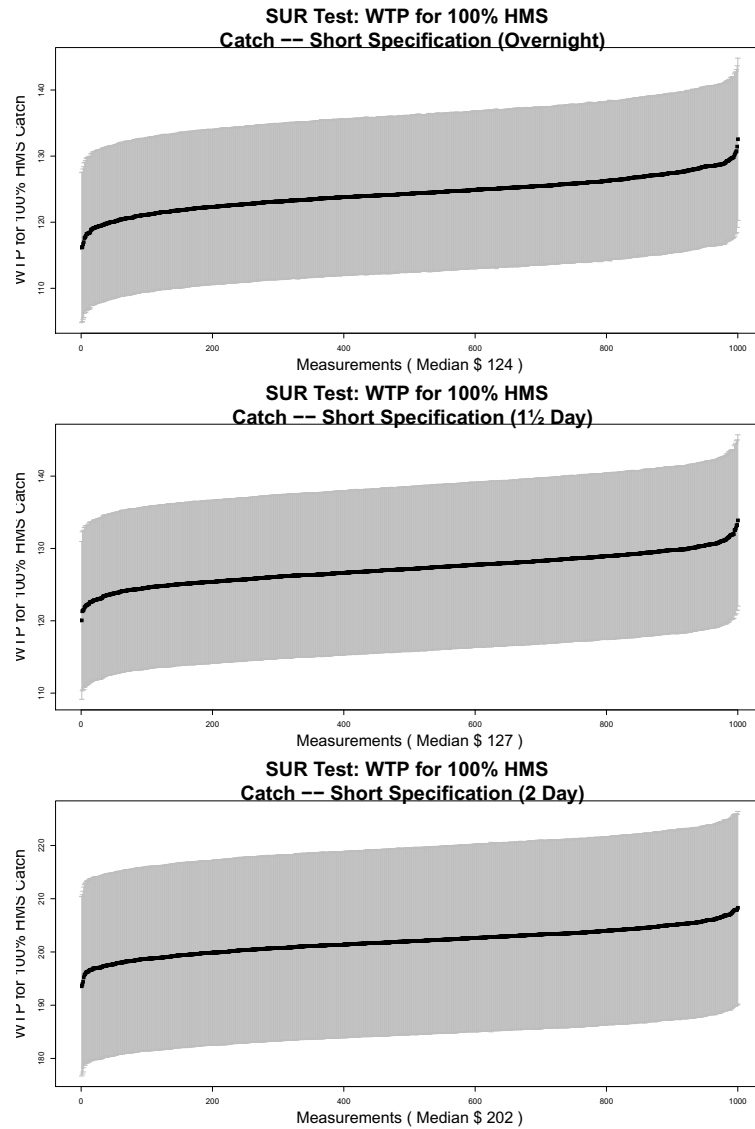 SUR Test: WTP for 100% HMS
Catch −− Short Specification (Overnight)
WTP for 100% HMS Catch
140
130
120
110
0
200
400
600
800
1000
Measurements ( Median $ 124 )
SUR Test: WTP for 100% HMS
Catch −− Short Specification (1½ Day)
WTP for 100% HMS Catch
140
130
120
110
0
200
400
600
800
1000
Measurements ( Median $ 127 )
SUR Test: WTP for 100% HMS
Catch −− Short Specification (2 Day)
WTP for 100% HMS Catch
220
210
200
190
180
0
200
400
600
800
1000
Measurements ( Median $ 202 )